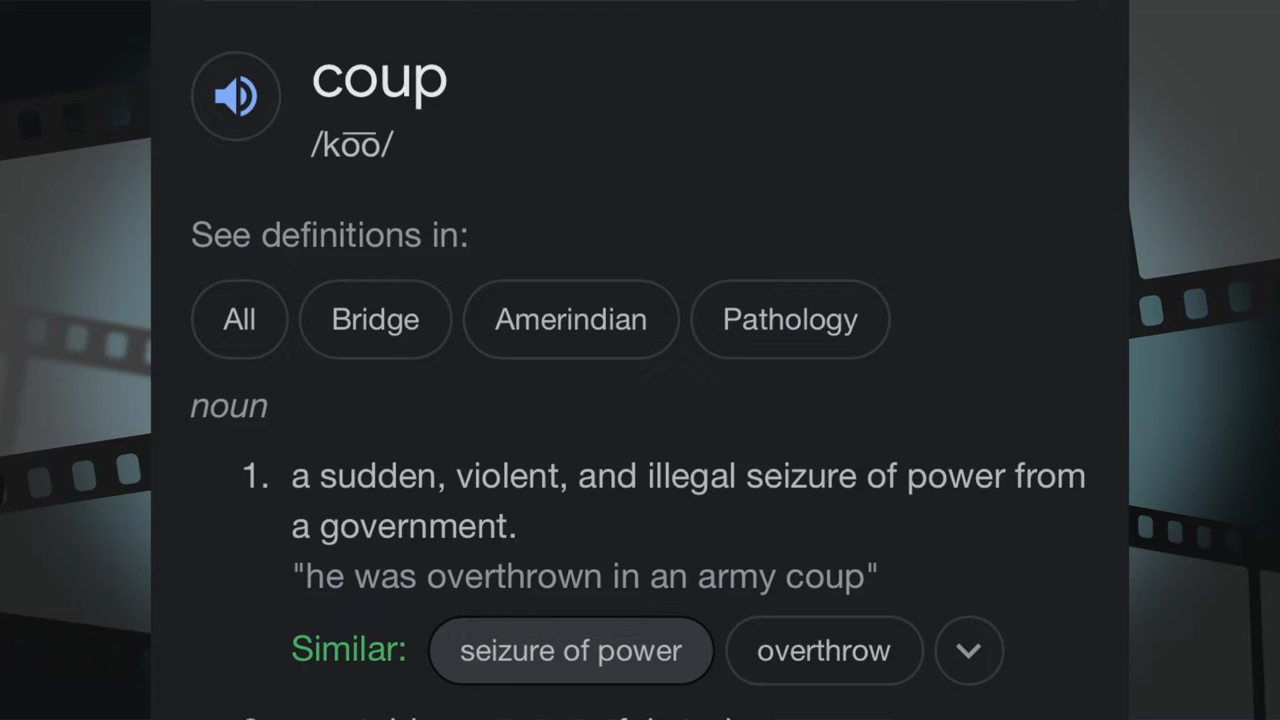 coup
/ko͞o/
See definitions in:
All Bridge Amerindian Pathology
noun
1. a sudden, violent, and illegal seizure of power from
a government.
"he was overthrown in an army coup"
Similar: seizure of power overthrow